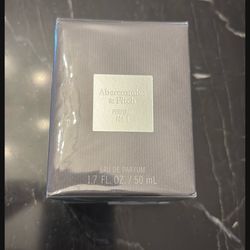 Abercrombie
& Fitch
EAU DE PARFUM
1.7 FL. OZ. / 50 mL